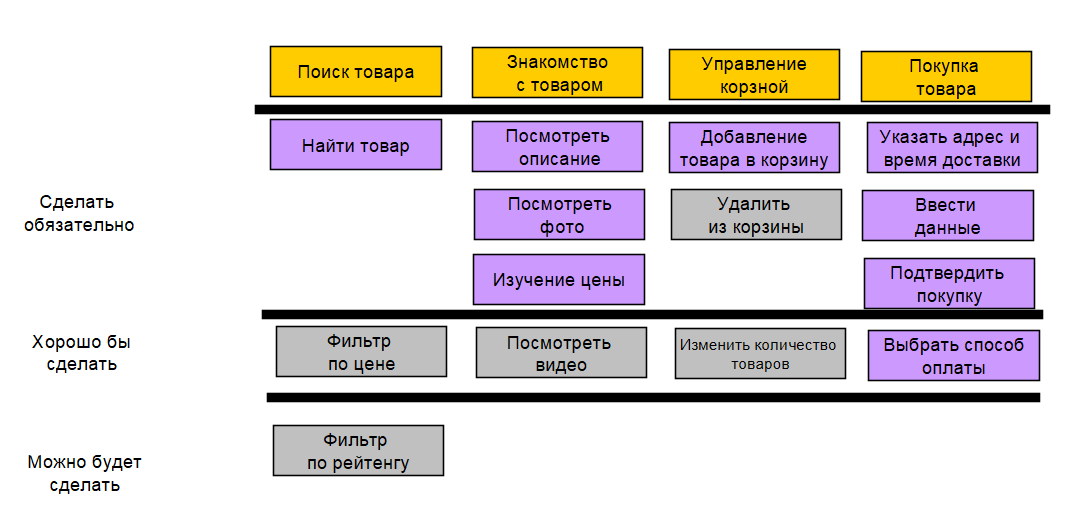 Поиск товара
Знакомство
с товаром
Управление
корзной
Покупка
товара
Найти товар
Посмотреть
описание
Добавление
товара в корзину
Указать адрес и
время доставки
Сделать
обязательно
Посмотреть
фото
Удалить
из корзины
Ввести
данные
Изучение цены
Подтвердить
покупку
Хорошо бы
сделать
Фильтр
по цене
Посмотреть
видео
Изменить количество
товаров
Выбрать способ
оплаты
Можно будет
сделать
Фильтр
по рейтенгу